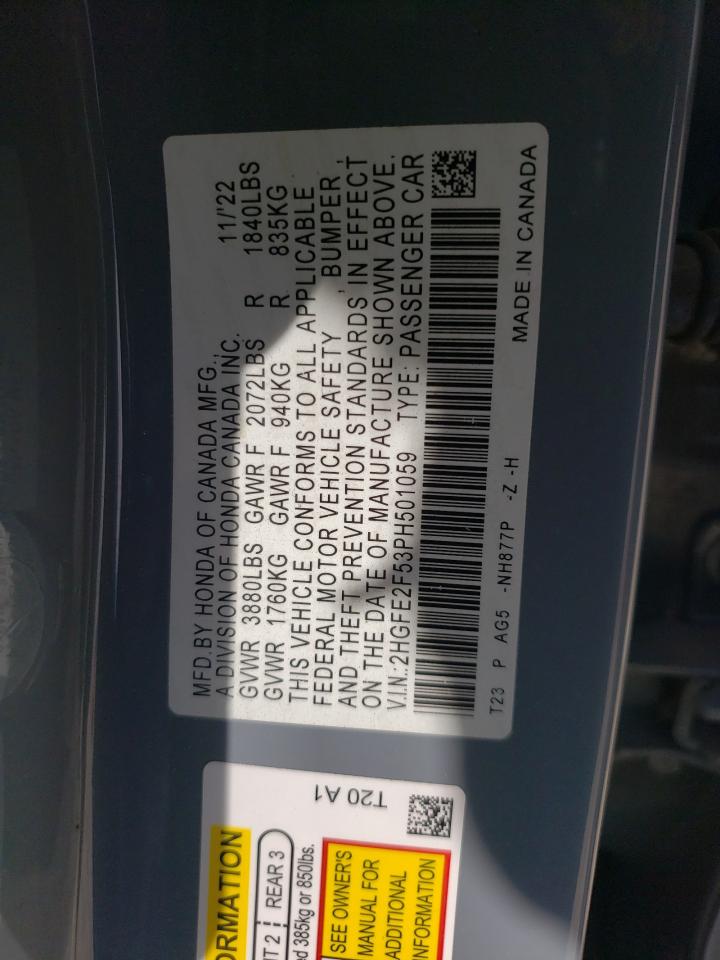 MFD.BY HONDA OF CANADA MFG.,
A DIVISION OF HONDA CANADA INC. 11/'22
GVWR 3880LBS GAWR F 2072LBS R 1840LBS
GVWR 1760KG GAWR F 940KG R 835KG
THIS VEHICLE CONFORMS TO ALL APPLICABLE
FEDERAL MOTOR VEHICLE SAFETY , BUMPER ,
AND THEFT PREVENTION STANDARDS IN EFFECT
ON THE DATE OF MANUFACTURE SHOWN ABOVE.
V.I.N.:2HGFE2F53PH501059 TYPE: PASSENGER CAR
T23 P AG5 -NH877P -Z -H
MADE IN CANADA
T20 A1
REAR 3
385kg or 850lbs.
SEE OWNER'S
MANUAL FOR
ADDITIONAL
INFORMATION